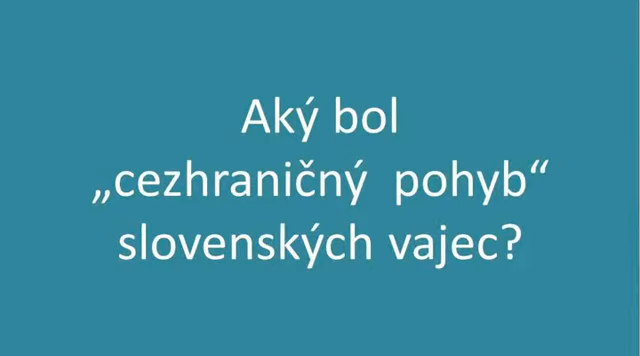 Aký bol
„cezhraničný pohyb“
slovenských vajec?